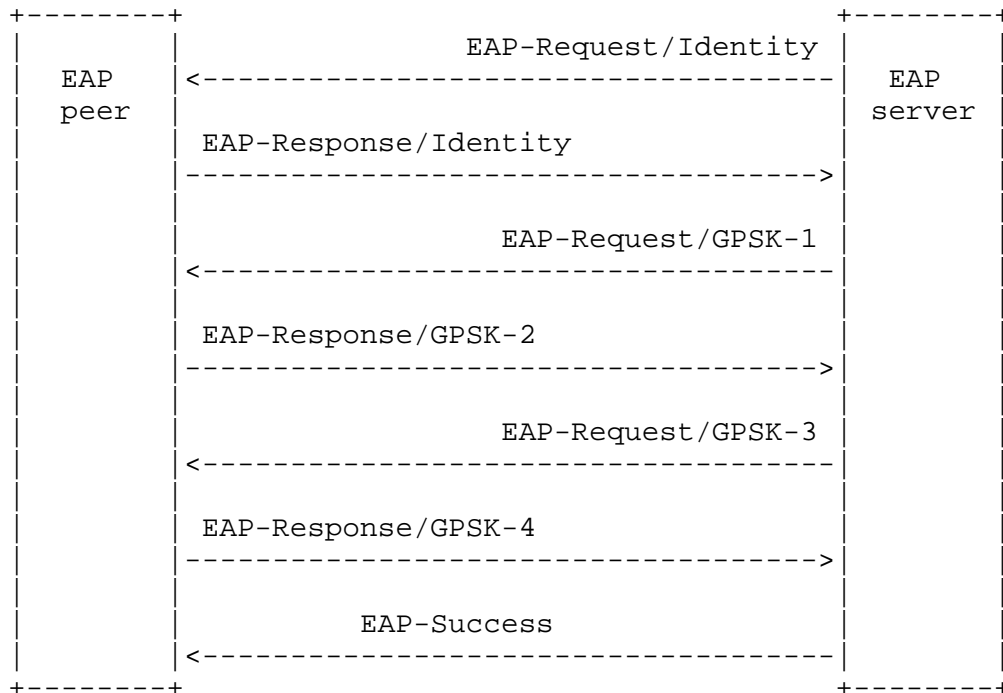 EAP-Request/Identity
EAP
EAP
peer
server
EAP-Response/Identity
EAP-Request/GPSK-1
EAP-Response/GPSK-2
EAP-Request/GPSK-3
EAP-Response/GPSK-4
EAP-Success